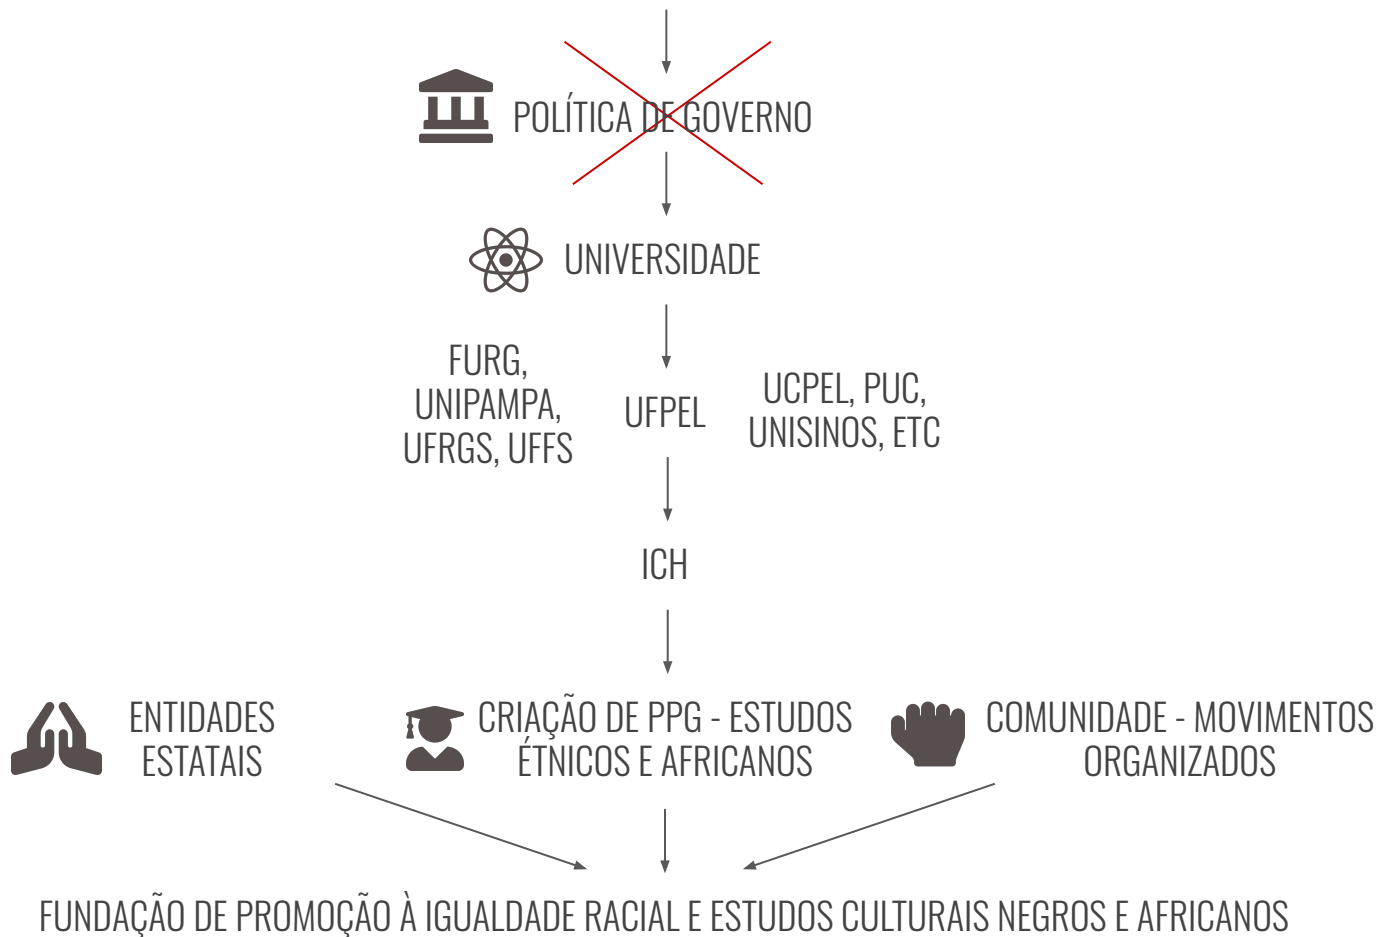 POLÍTICA DE GOVERNO
UNIVERSIDADE
FURG,
UNIPAMPA,
UFRGS, UFFS
UFPEL
UCPEL, PUC,
UNISINOS, ETC
ICH
ENTIDADES
ESTATAIS
CRIAÇÃO DE PPG - ESTUDOS
ÉTNICOS E AFRICANOS
COMUNIDADE - MOVIMENTOS
ORGANIZADOS
FUNDAÇÃO DE PROMOÇÃO À IGUALDADE RACIAL E ESTUDOS CULTURAIS NEGROS E AFRICANOS